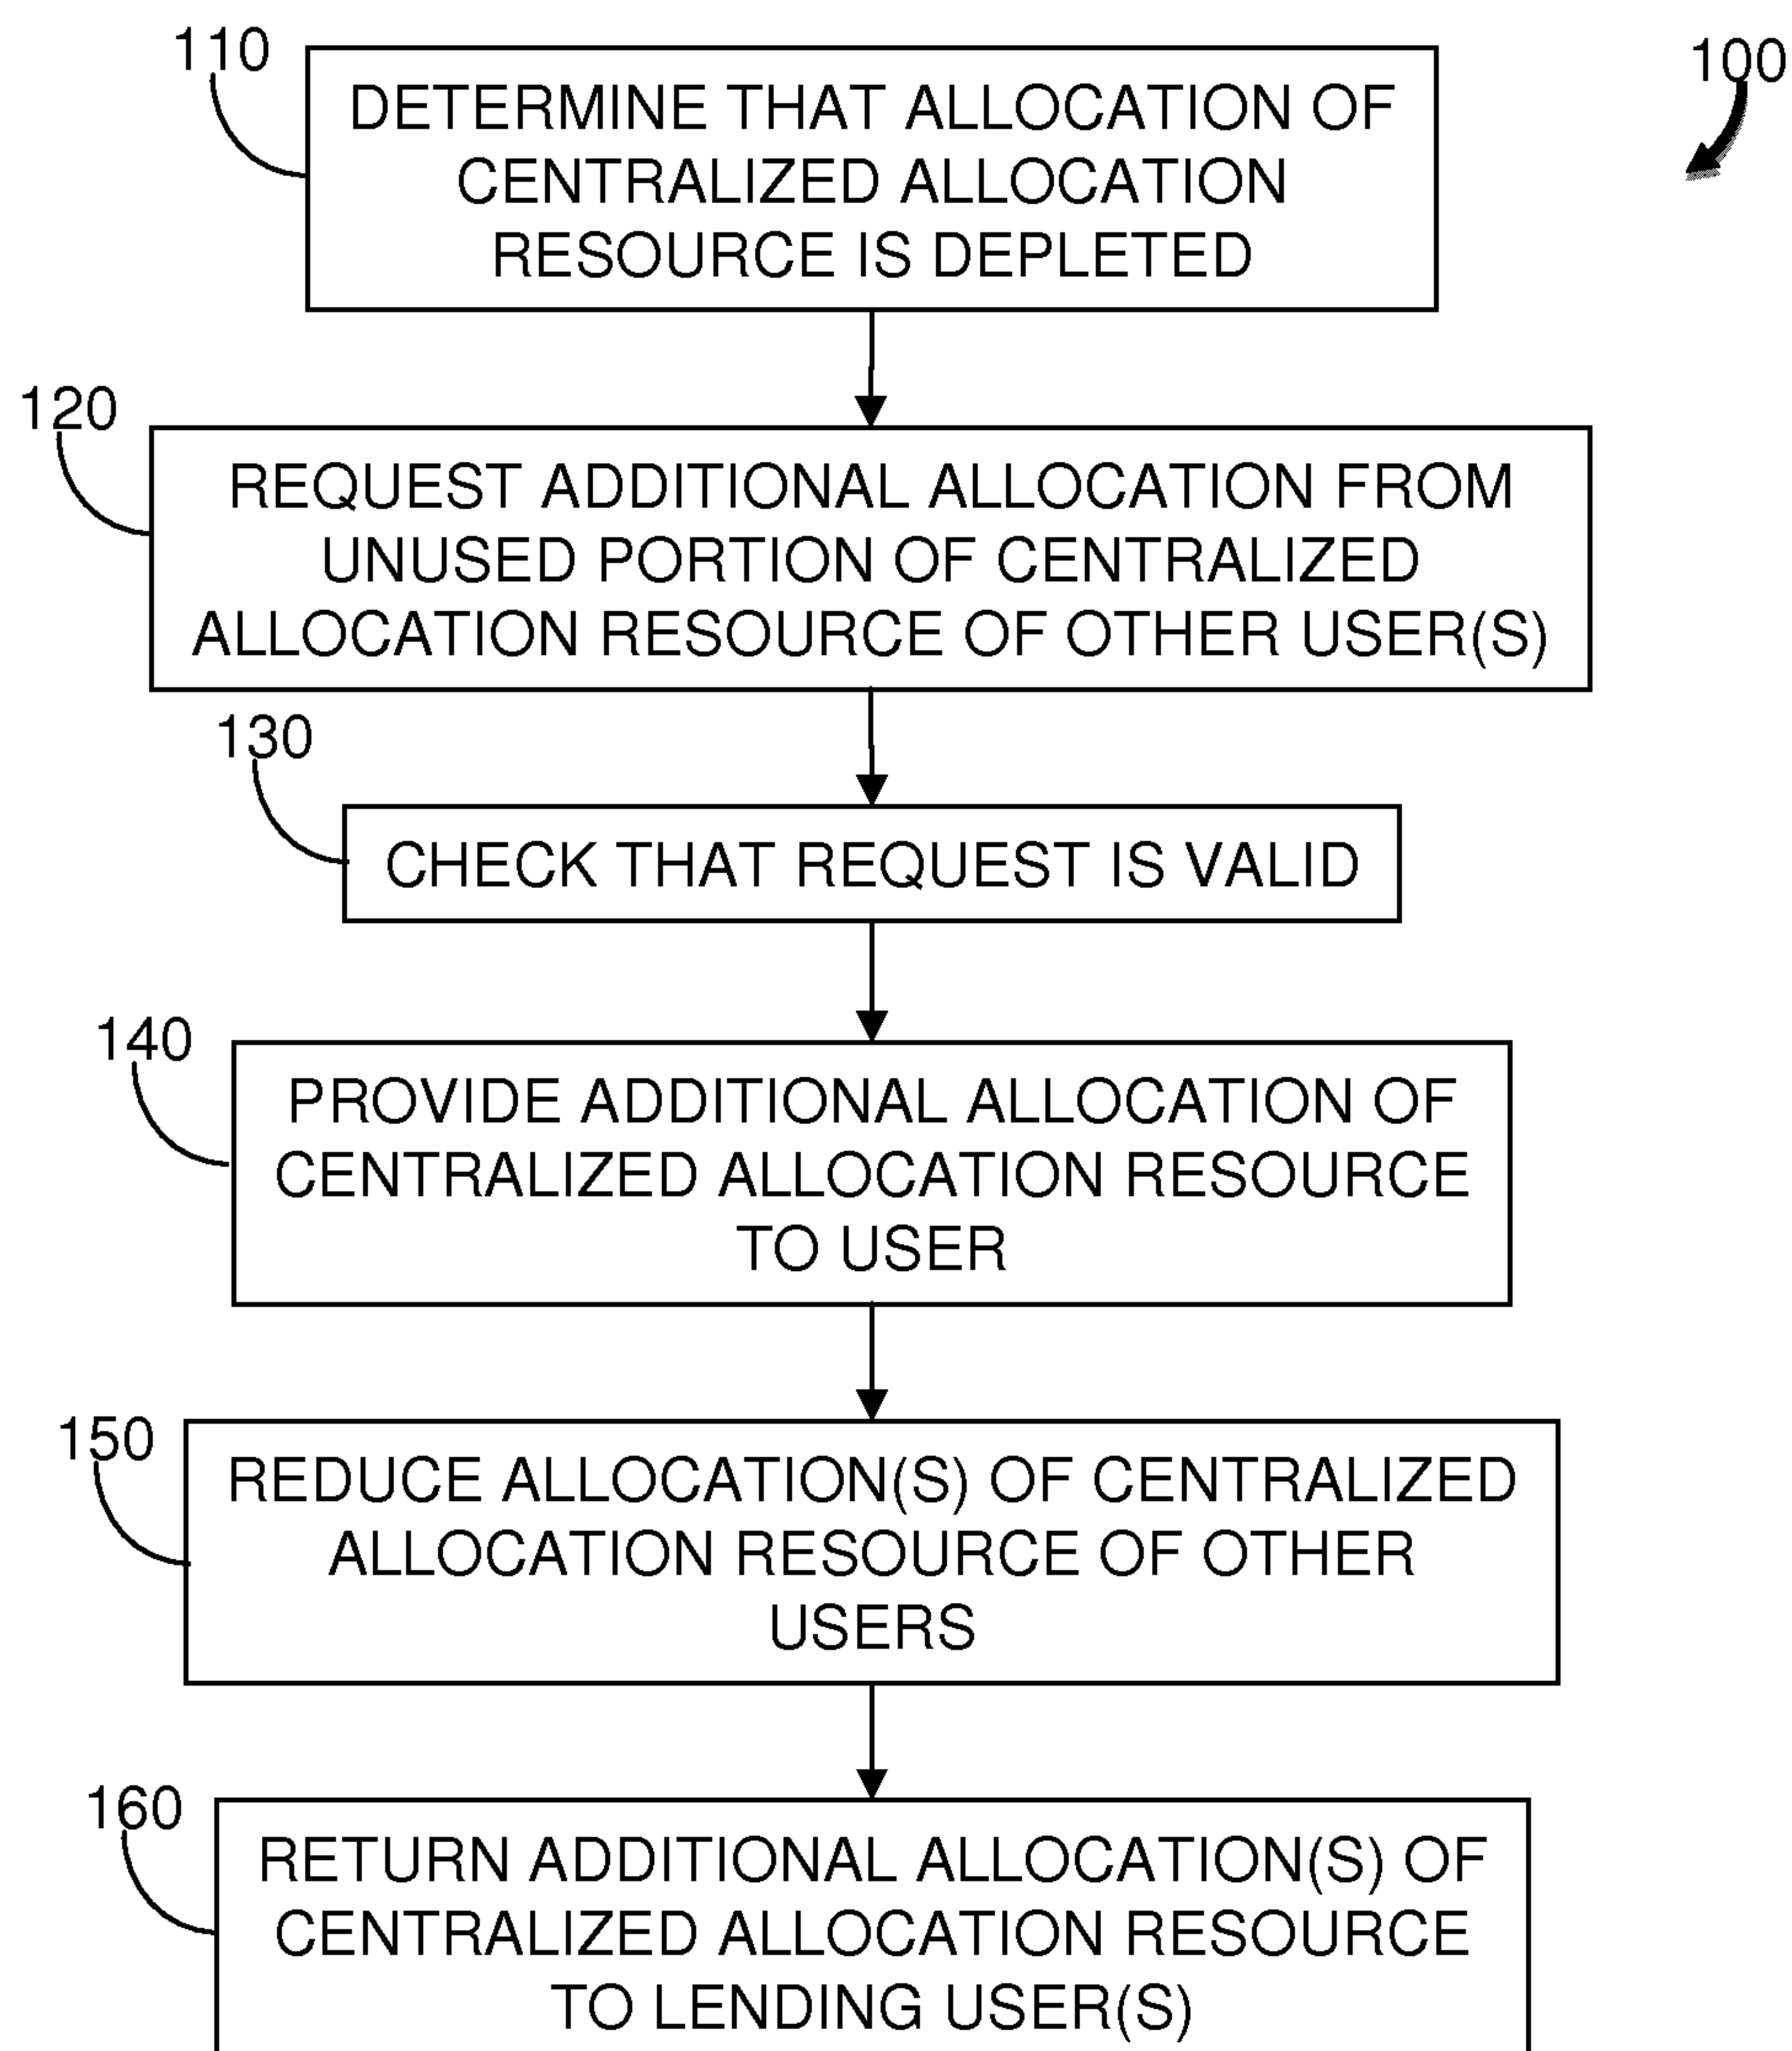 110
100
DETERMINE THAT ALLOCATION OF
CENTRALIZED ALLOCATION
RESOURCE IS DEPLETED
120
REQUEST ADDITIONAL ALLOCATION FROM
UNUSED PORTION OF CENTRALIZED
ALLOCATION RESOURCE OF OTHER USER(S)
130
CHECK THAT REQUEST IS VALID
140
PROVIDE ADDITIONAL ALLOCATION OF
CENTRALIZED ALLOCATION RESOURCE
TO USER
150
REDUCE ALLOCATION(S) OF CENTRALIZED
ALLOCATION RESOURCE OF OTHER
USERS
160
RETURN ADDITIONAL ALLOCATION(S) OF
CENTRALIZED ALLOCATION RESOURCE
TO LENDING USER(S)